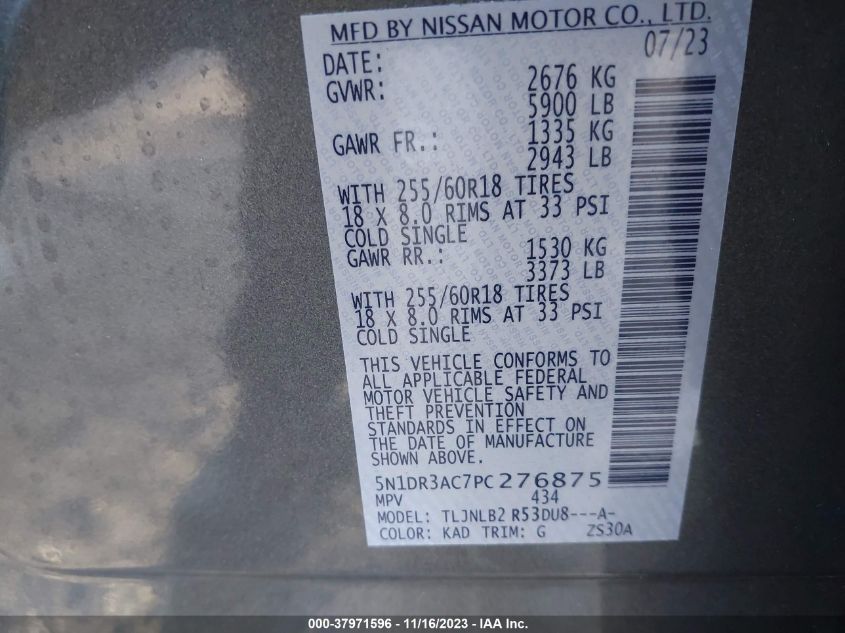 MFD BY NISSAN MOTOR CO., LTD.
DATE: 07/23
GVWR: 2676 KG
5900 LB
GAWR FR.: 1335 KG
2943 LB
WITH 255/60R18 TIRES
18 X 8.0 RIMS AT 33 PSI
COLD SINGLE
GAWR RR.: 1530 KG
3373 LB
WITH 255/60R18 TIRES
18 X 8.0 RIMS AT 33 PSI
COLD SINGLE
THIS VEHICLE CONFORMS TO
ALL APPLICABLE FEDERAL
MOTOR VEHICLE SAFETY AND
THEFT PREVENTION
STANDARDS IN EFFECT ON
THE DATE OF MANUFACTURE
SHOWN ABOVE.
5N1DR3AC7PC276875
MPV 434
MODEL: TLJNLB2 R53DU8---A-
COLOR: KAD TRIM: G ZS30A
000-37971596 - 11/16/2023 - IAA Inc.